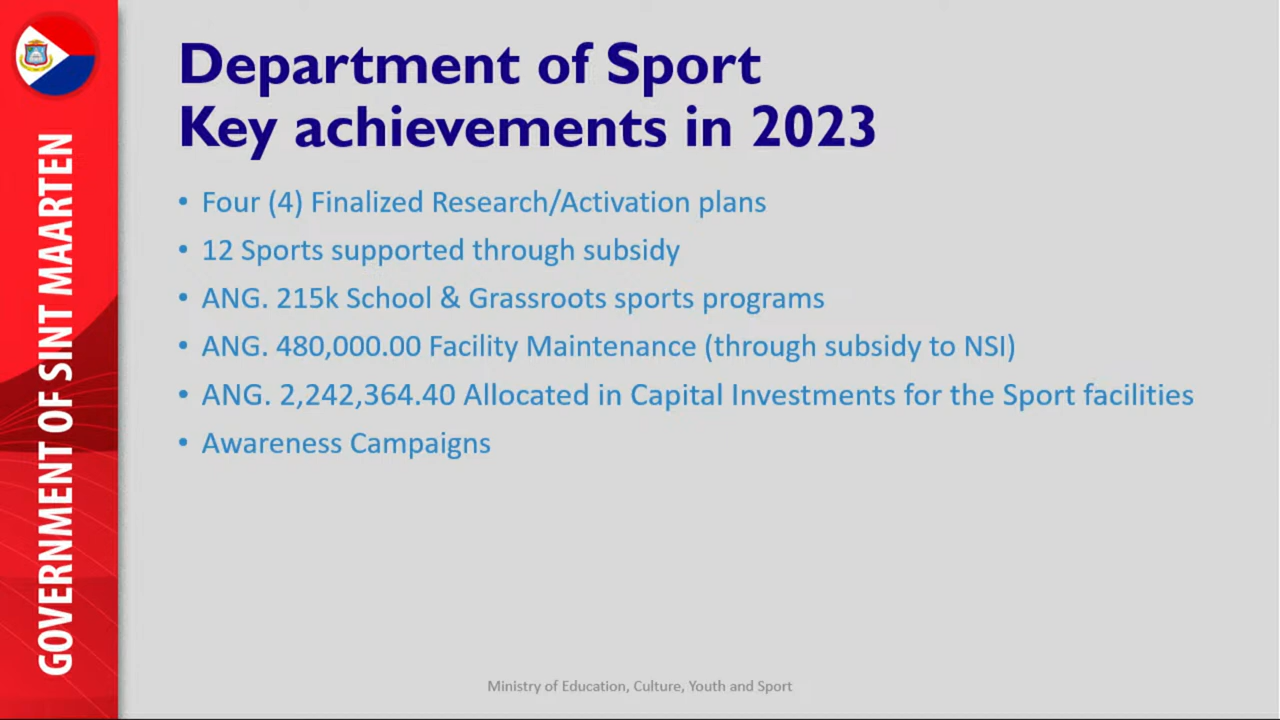 GOVERNMENT OF SINT MAARTEN
Department of Sport
Key achievements in 2023
• Four (4) Finalized Research/Activation plans
• 12 Sports supported through subsidy
• ANG. 215k School & Grassroots sports programs
• ANG. 480,000.00 Facility Maintenance (through subsidy to NSI)
• ANG. 2,242,364.40 Allocated in Capital Investments for the Sport facilities
• Awareness Campaigns
Ministry of Education, Culture, Youth and Sport